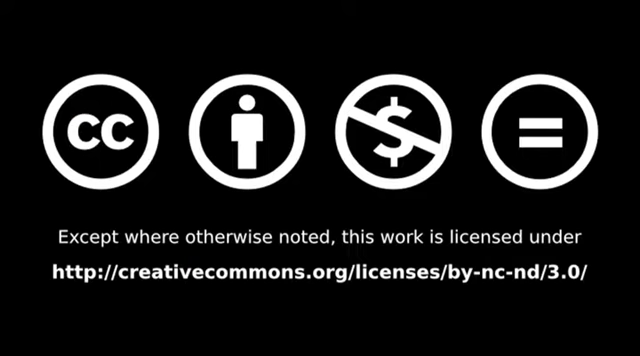 cc
$
=
Except where otherwise noted, this work is licensed under
http://creativecommons.org/licenses/by-nc-nd/3.0/